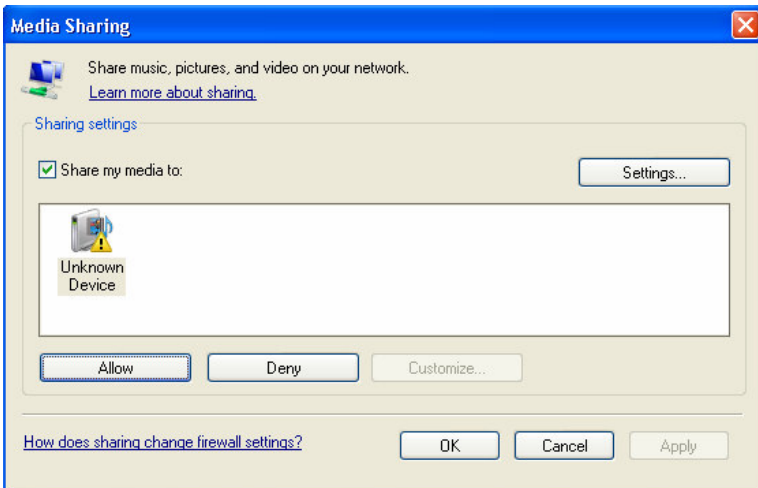 Media Sharing
Share music, pictures, and video on your network.
Learn more about sharing.
Sharing settings
Share my media to:
Settings...
Unknown
Device
Allow
Deny
Customize...
How does sharing change firewall settings?
OK
Cancel
Apply